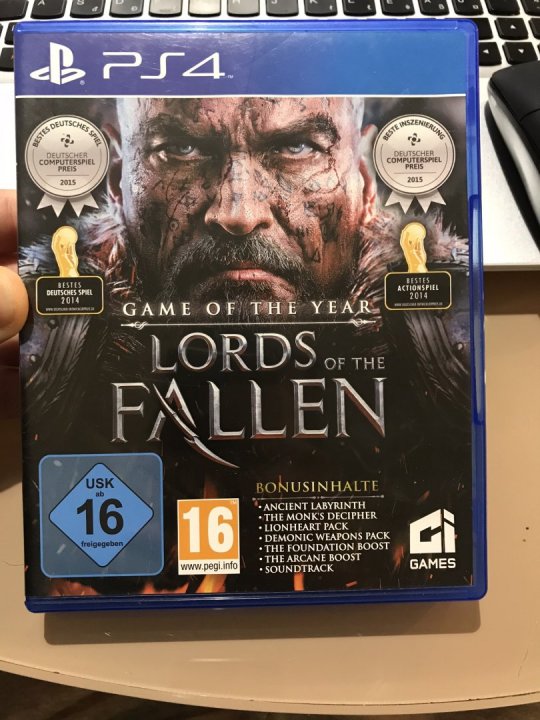 PS4
BESTES DEUTSCHES SPIEL
DEUTSCHER
COMPUTERSPIEL
PREIS
2015
BESTE INSZENIERUNG
DEUTSCHER
COMPUTERSPIEL
PREIS
2015
BESTES
DEUTSCHES SPIEL
2014
BESTES
ACTIONSPIEL
2014
GAME OF THE YEAR
LORDS OF THE
FALLEN
USK
ab
16
freigegeben
16
www.pegi.info
BONUSINHALTE
• ANCIENT LABYRINTH
• THE MONK'S DECIPHER
• LIONHEART PACK
• DEMONIC WEAPONS PACK
• THE FOUNDATION BOOST
• THE ARCANE BOOST
• SOUNDTRACK
CI
GAMES